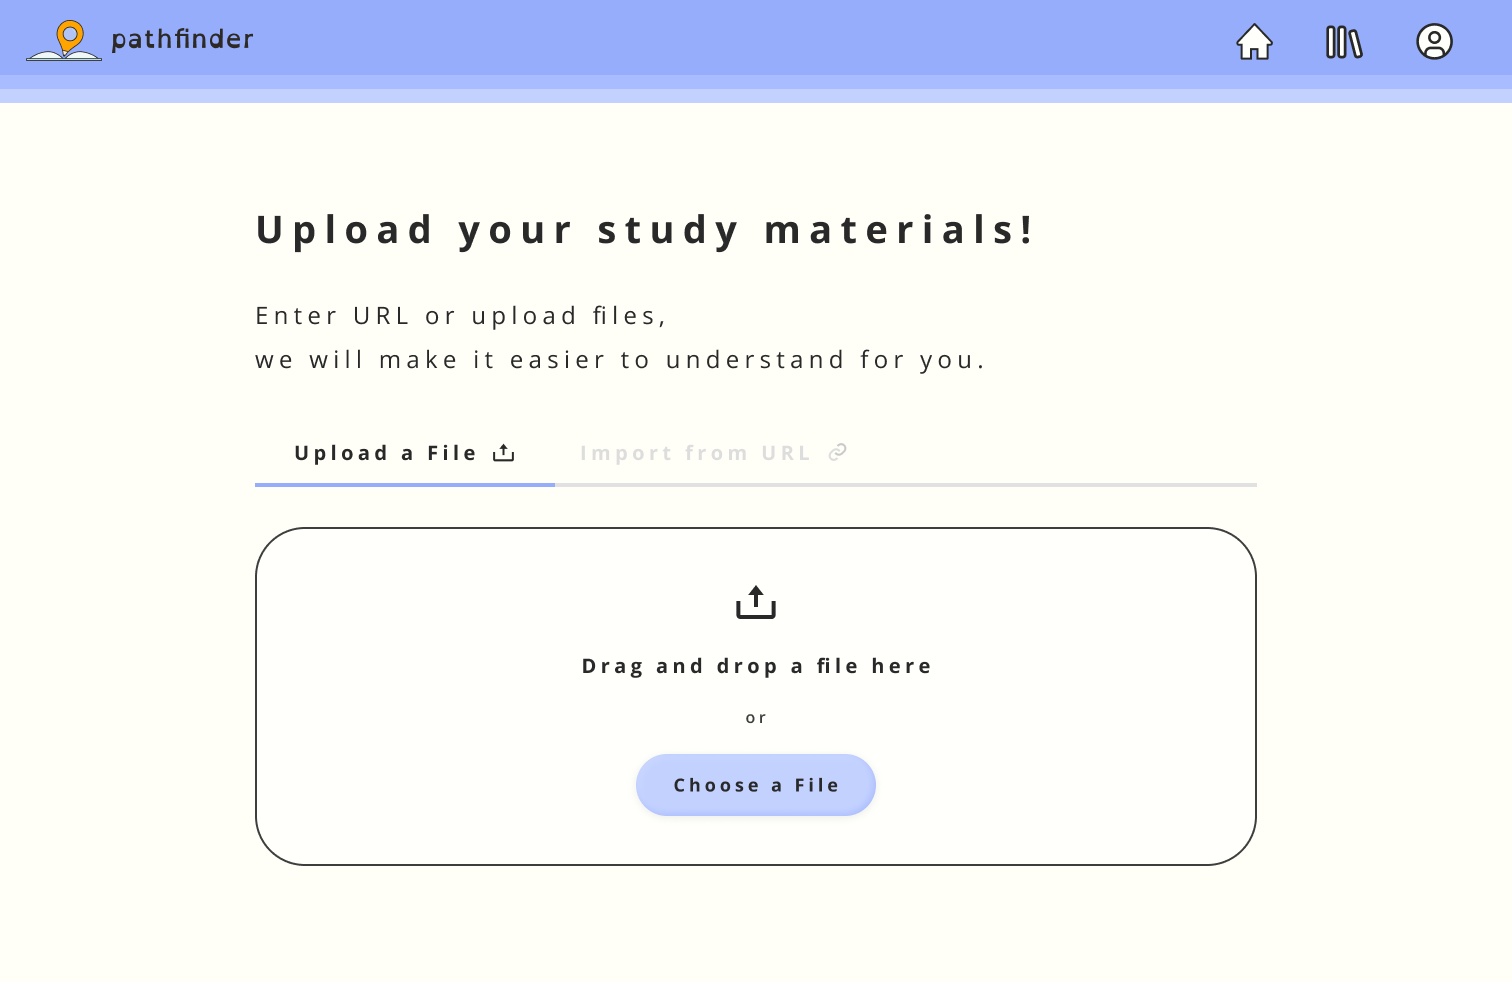 pathfinder
Upload your study materials!
Enter URL or upload files,
we will make it easier to understand for you.
Upload a File
Import from URL
Drag and drop a file here
or
Choose a File